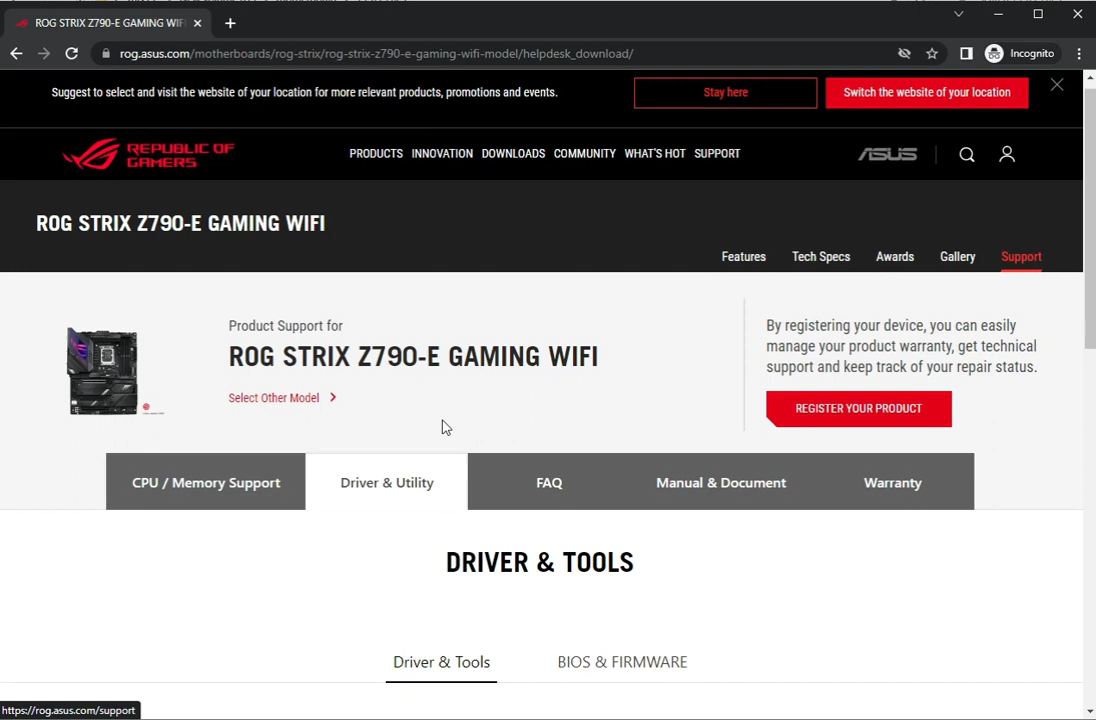 ROG STRIX Z790-E GAMING WIFI
rog.asus.com/motherboards/rog-strix/rog-strix-z790-e-gaming-wifi-model/helpdesk_download/
Incognito
Suggest to select and visit the website of your location for more relevant products, promotions and events.
Stay here
Switch the website of your location
REPUBLIC OF
GAMERS
PRODUCTS INNOVATION DOWNLOADS COMMUNITY WHAT'S HOT SUPPORT
ASUS
ROG STRIX Z790-E GAMING WIFI
Features Tech Specs Awards Gallery Support
Product Support for
ROG STRIX Z790-E GAMING WIFI
Select Other Model
By registering your device, you can easily
manage your product warranty, get technical
support and keep track of your repair status.
REGISTER YOUR PRODUCT
CPU / Memory Support
Driver & Utility
FAQ
Manual & Document
Warranty
DRIVER & TOOLS
Driver & Tools
BIOS & FIRMWARE
https://rog.asus.com/support